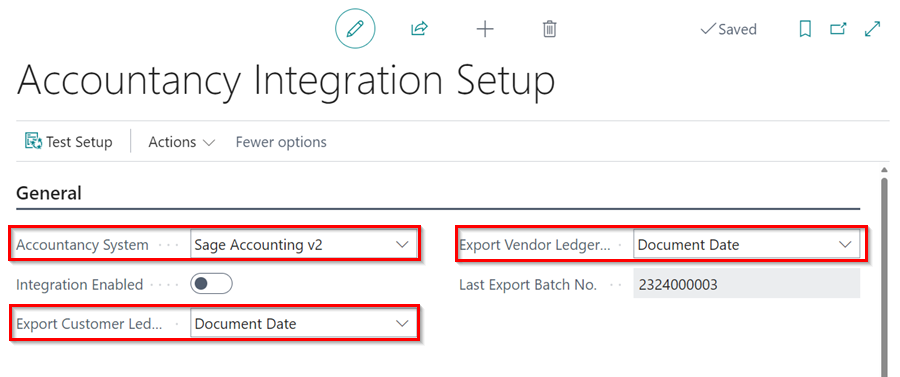 Saved
Accountancy Integration Setup
Test Setup Actions Fewer options
General
Accountancy System Sage Accounting v2
Integration Enabled
Export Customer Led... Document Date
Export Vendor Ledger... Document Date
Last Export Batch No. 2324000003